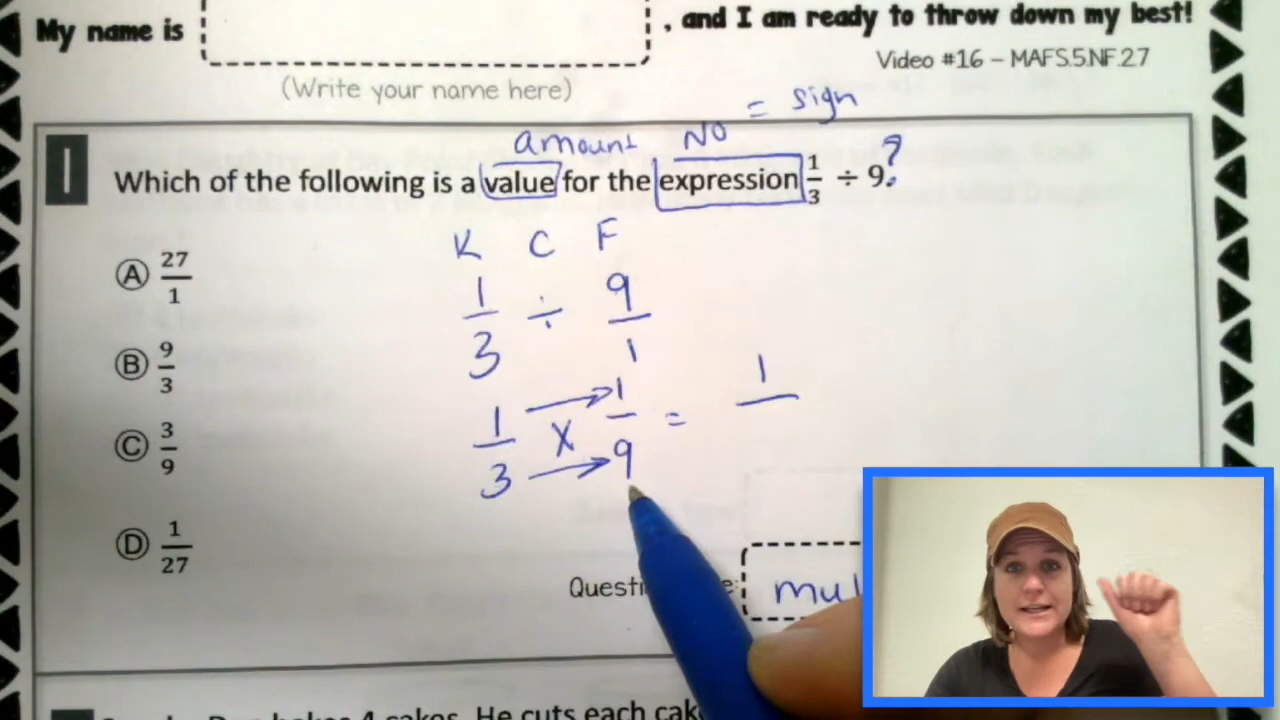 My name is , and I am ready to throw down my best!
(Write your name here)
Video #16 – MAFS.5.NF.2.7
= sign
amount NO
1 Which of the following is a value for the expression 1/3 ÷ 9?
K C F
Ⓐ 27/1
1/3 ÷ 9/1
Ⓑ 9/3
1/3 X 1/9 = 1/
Ⓒ 3/9
Ⓓ 1/27